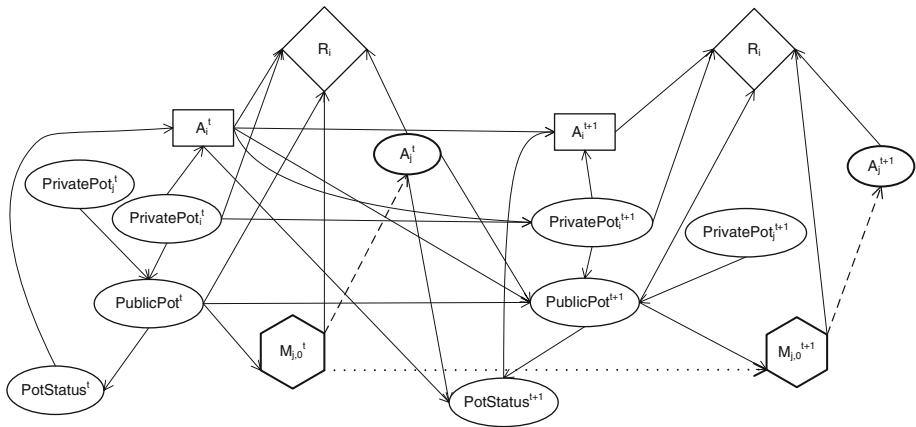 R_i
R_i
A_i^t
A_i^{t+1}
A_j^t
A_j^{t+1}
PrivatePot_j^t
PrivatePot_i^t
PrivatePot_i^{t+1}
PrivatePot_j^{t+1}
PublicPot^t
PublicPot^{t+1}
M_{j,0}^t
M_{j,0}^{t+1}
PotStatus^t
PotStatus^{t+1}